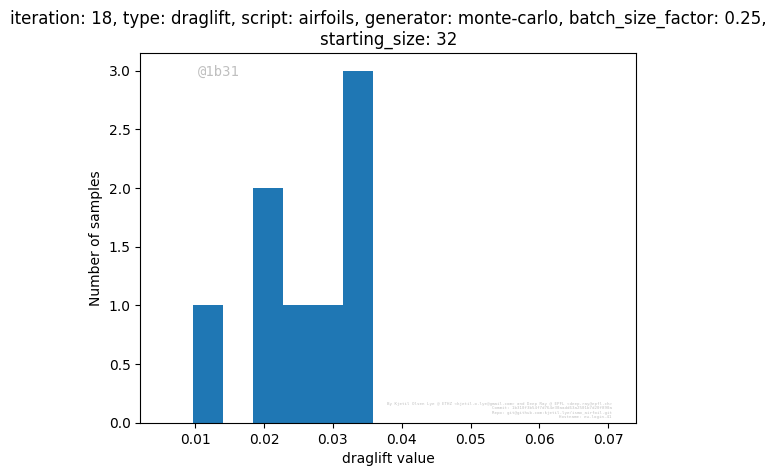 iteration: 18, type: draglift, script: airfoils, generator: monte-carlo, batch_size_factor: 0.25,
starting_size: 32
@1b31
3.0
2.5
2.0
1.5
1.0
0.5
0.0
Number of samples
0.01 0.02 0.03 0.04 0.05 0.06 0.07
draglift value